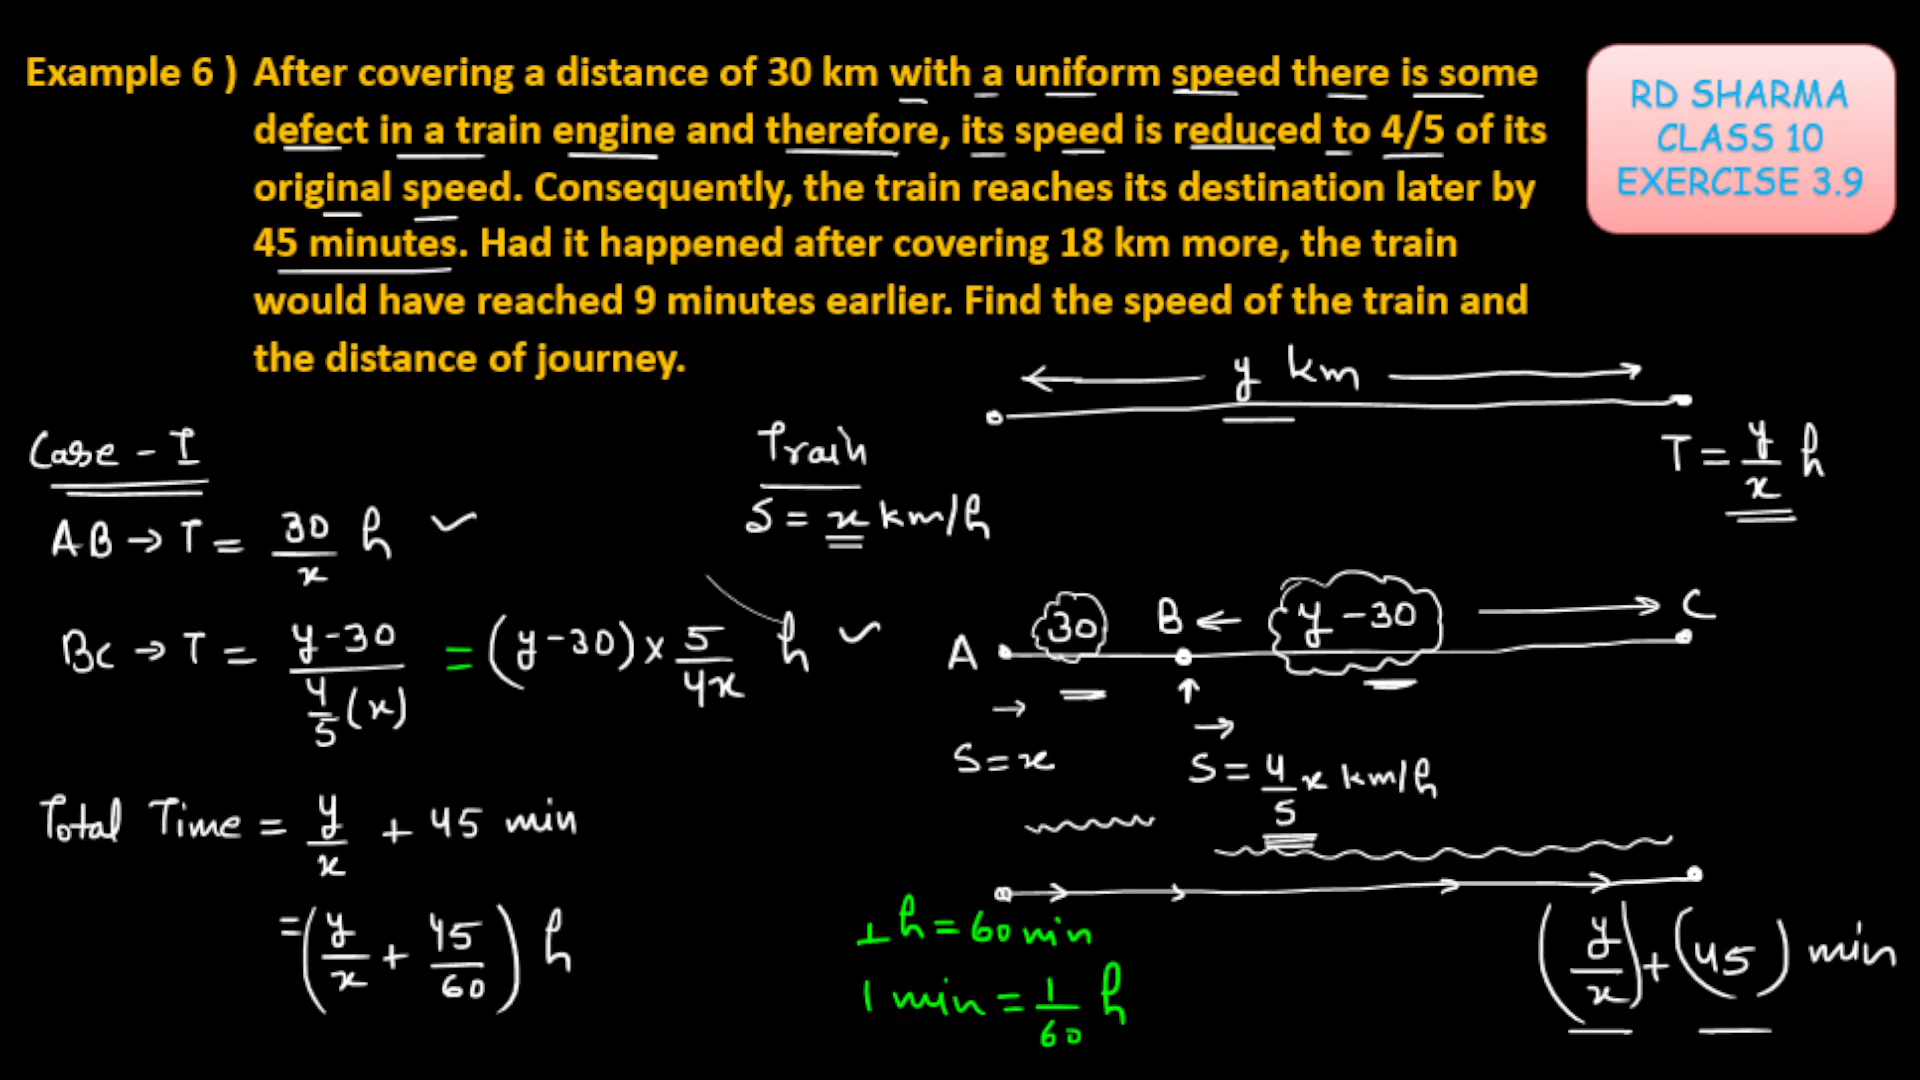 Example 6 ) After covering a distance of 30 km with a uniform speed there is some
defect in a train engine and therefore, its speed is reduced to 4/5 of its
original speed. Consequently, the train reaches its destination later by
45 minutes. Had it happened after covering 18 km more, the train
would have reached 9 minutes earlier. Find the speed of the train and
the distance of journey.
RD SHARMA
CLASS 10
EXERCISE 3.9
← y km →
T = y/x h
Case - I
Train
S = x km/h
AB → T = 30/x h ✓
BC → T = (y-30)/(4/5 (x)) = (y-30) × 5/4x h ✓
A 30 B ← y-30 → C
S = x
S = 4/5 x km/h
Total Time = y/x + 45 min
= (y/x + 45/60) h
1 h = 60 min
1 min = 1/60 h
(y/x) + (45) min